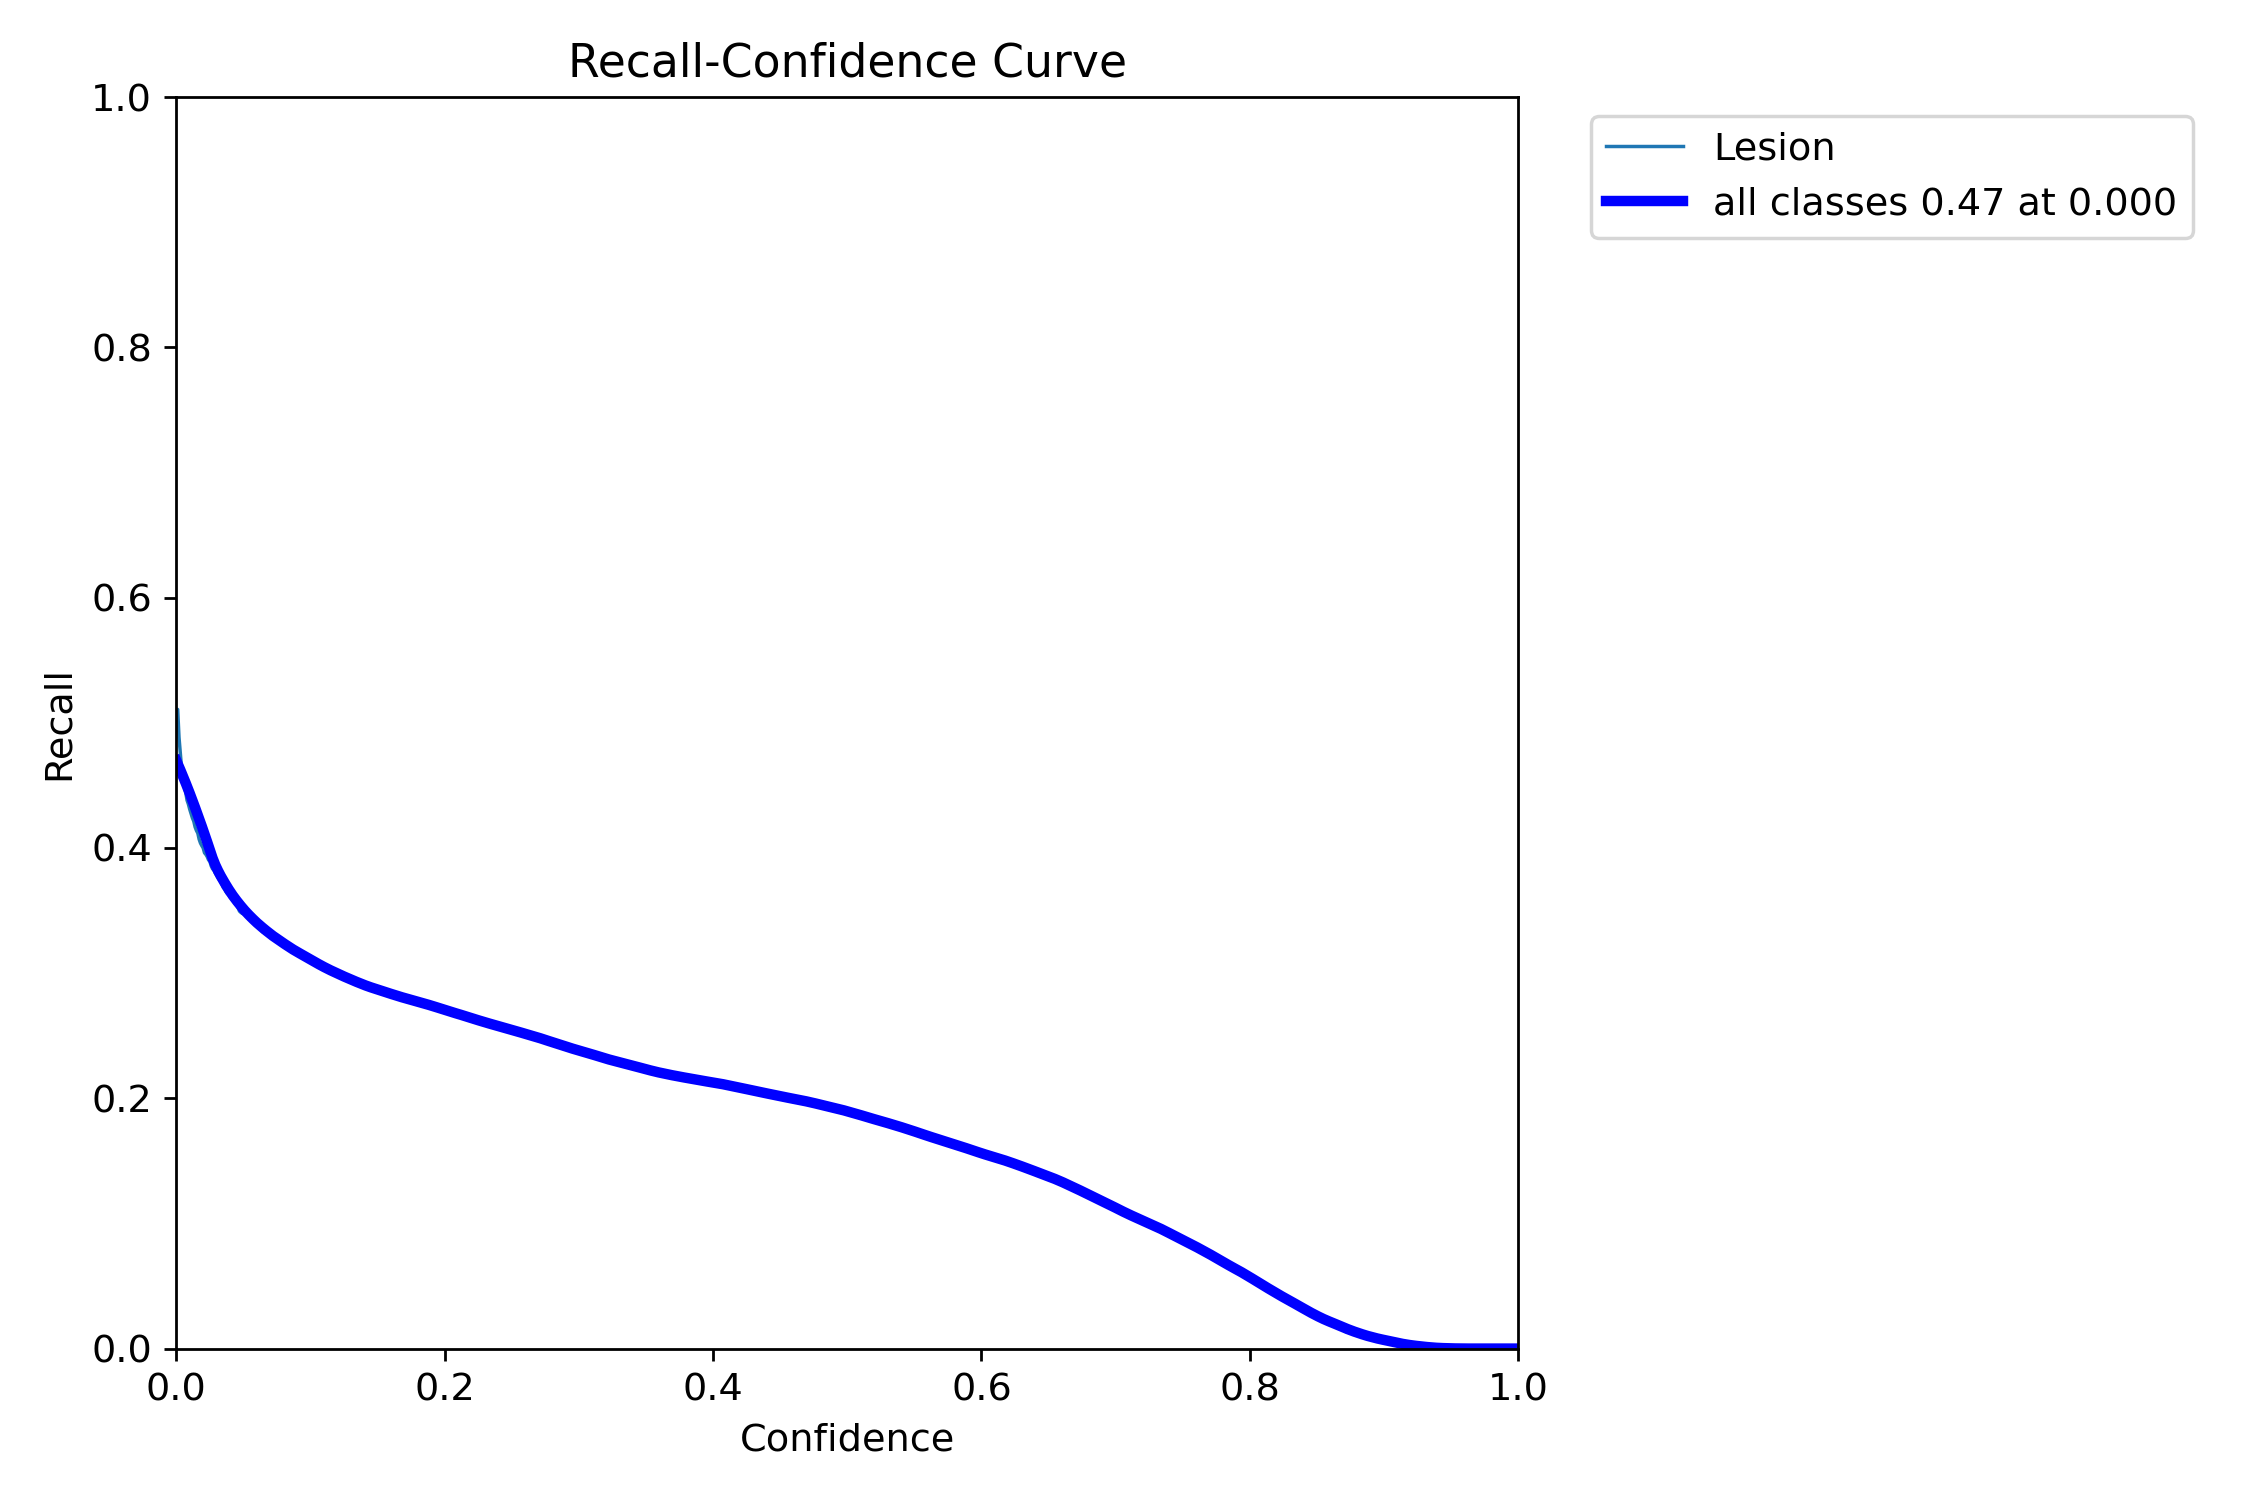 Recall-Confidence Curve
1.0
0.8
0.6
0.4
0.2
0.0
Recall
0.0 0.2 0.4 0.6 0.8 1.0
Confidence
Lesion
all classes 0.47 at 0.000